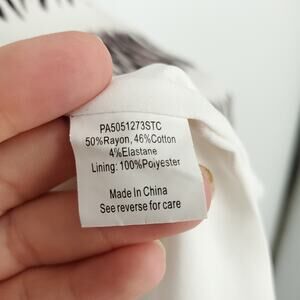 PA5051273STC
50%Rayon, 46%Cotton
4%Elastane
Lining: 100%Polyester
Made In China
See reverse for care